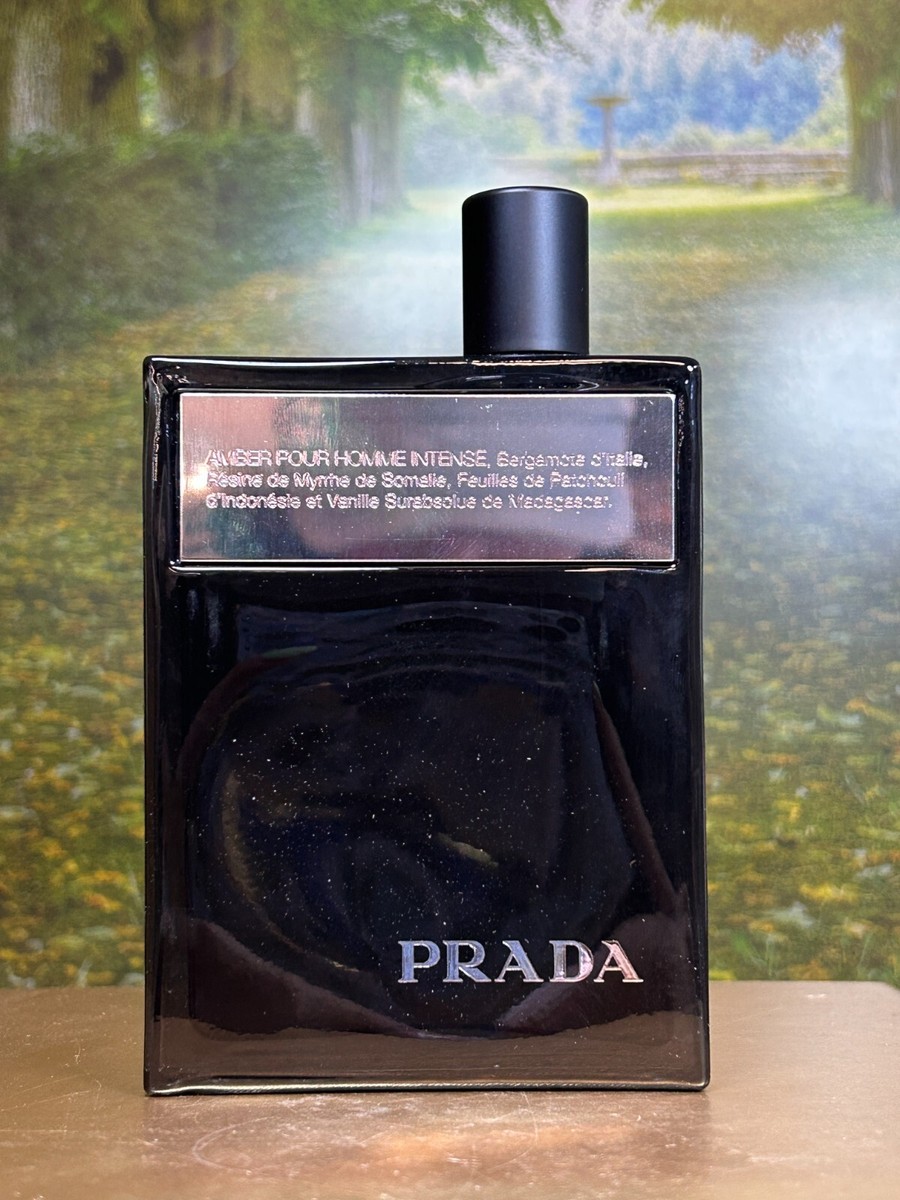 AMBER POUR HOMME INTENSE, Bergamote d'Italie,
Résine de Myrrhe de Somalie, Feuilles de Patchouli
d'Indonésie et Vanille Surabsolue de Madagascar.
PRADA